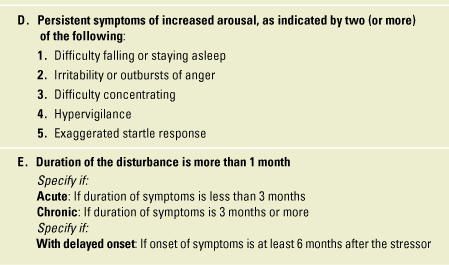 D. Persistent symptoms of increased arousal, as indicated by two (or more)
of the following:
1. Difficulty falling or staying asleep
2. Irritability or outbursts of anger
3. Difficulty concentrating
4. Hypervigilance
5. Exaggerated startle response
E. Duration of the disturbance is more than 1 month
Specify if:
Acute: If duration of symptoms is less than 3 months
Chronic: If duration of symptoms is 3 months or more
Specify if:
With delayed onset: If onset of symptoms is at least 6 months after the stressor